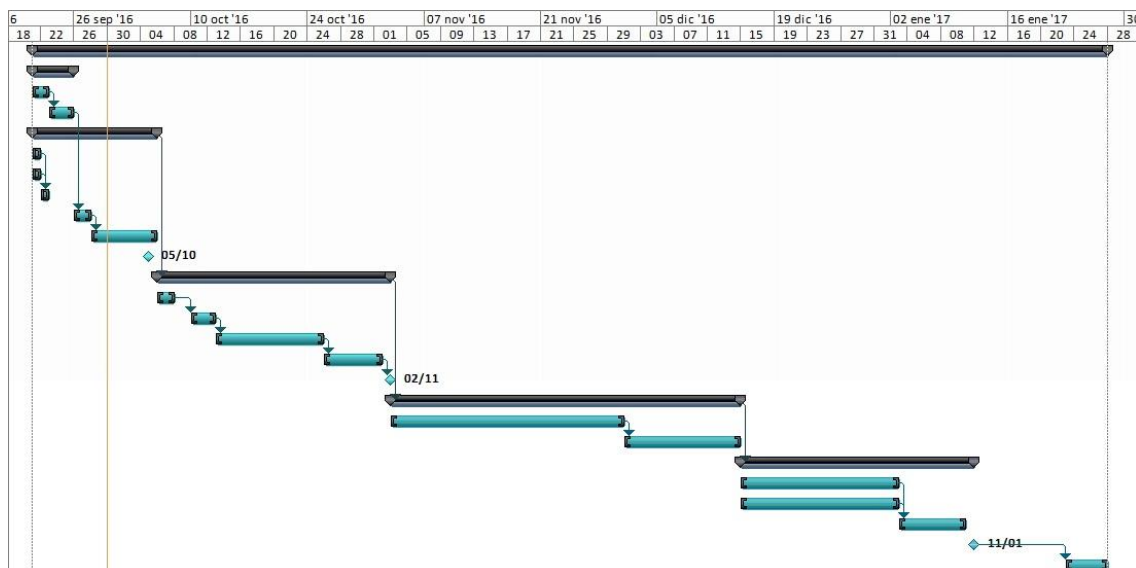 6 26 sep '16 10 oct '16 24 oct '16 07 nov '16 21 nov '16 05 dic '16 19 dic '16 02 ene '17 16 ene '17 30
18 22 26 30 04 08 12 16 20 24 28 01 05 09 13 17 21 25 29 03 07 11 15 19 23 27 31 04 08 12 16 20 24 28
05/10
02/11
11/01